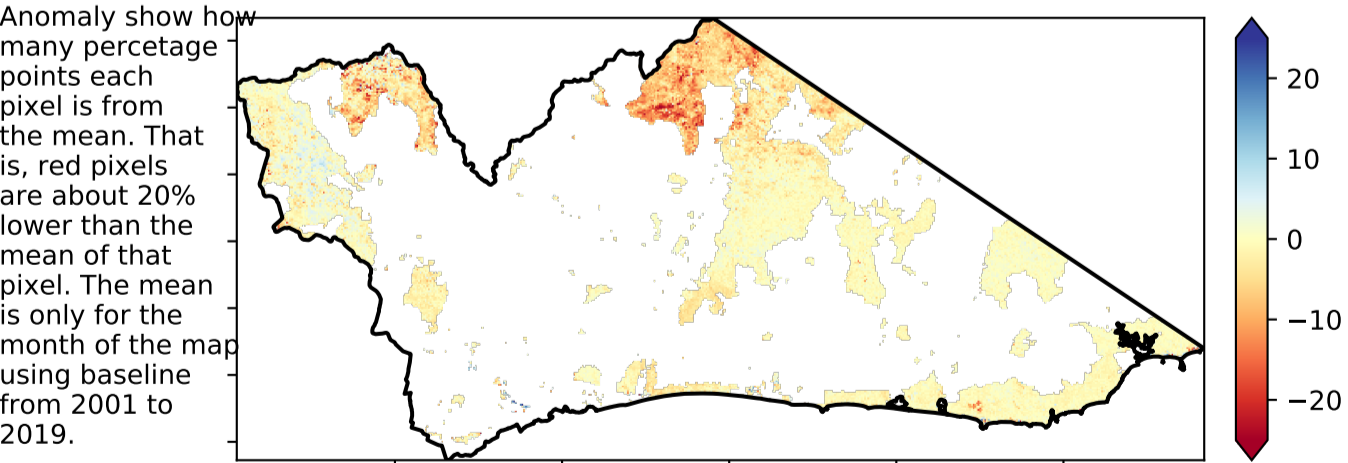 Anomaly show how
many percetage
points each
pixel is from
the mean. That
is, red pixels
are about 20%
lower than the
mean of that
pixel. The mean
is only for the
month of the map
using baseline
from 2001 to
2019.
20
10
0
−10
−20